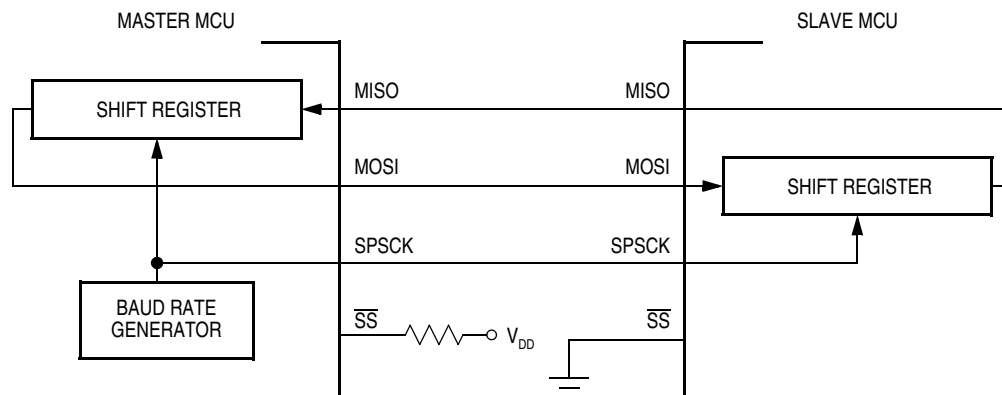 MASTER MCU
SLAVE MCU
SHIFT REGISTER
MISO
MISO
MOSI
MOSI
SHIFT REGISTER
SPSCK
SPSCK
BAUD RATE
GENERATOR
SS
VDD
SS